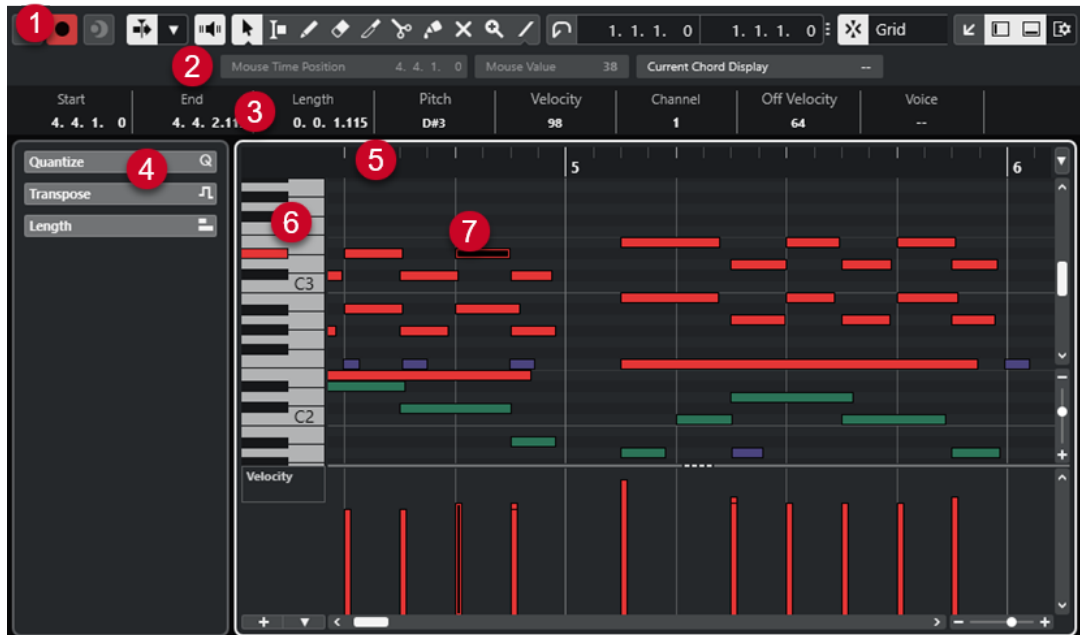 1
1. 1. 1. 0 1. 1. 1. 0 Grid
2 Mouse Time Position 4. 4. 1. 0 Mouse Value 38 Current Chord Display --
Start End Length Pitch Velocity Channel Off Velocity Voice
3
4. 4. 1. 0 4. 4. 2.11 0. 0. 1.115 D#3 98 1 64 --
Quantize Q
4
5
5 6
Transpose
Length
6 7
C3
C2
Velocity